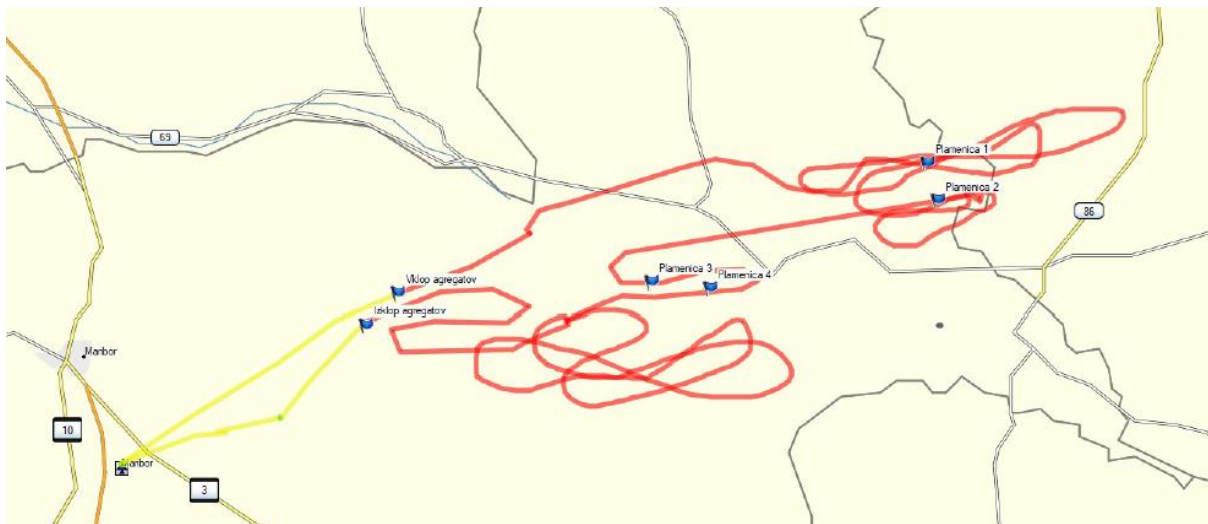 69
Plamenica 1
Plamenica 2
86
Plamenica 3
Plamenica 4
Vklop agregatov
Izklop agregatov
Maribor
10
Maribor
3